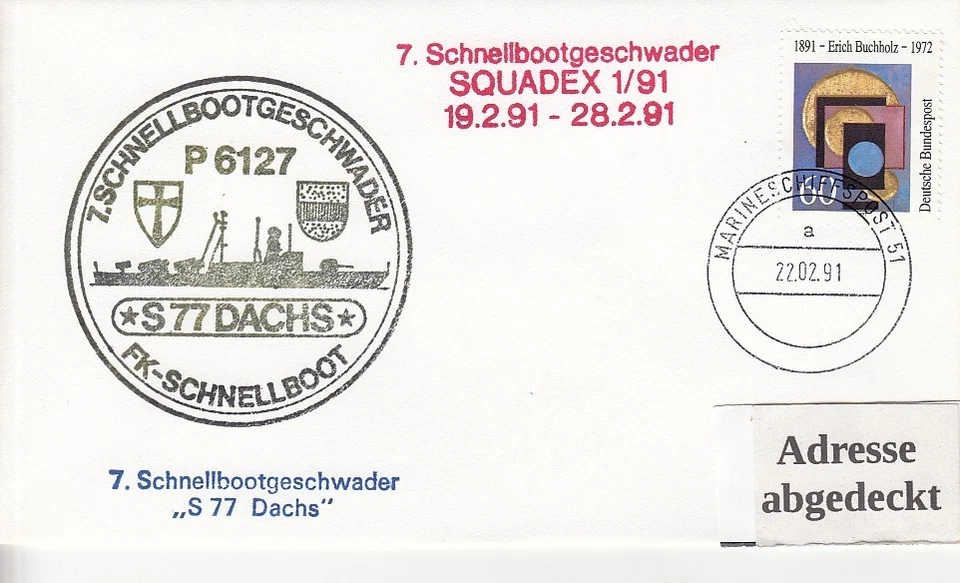 7. Schnellbootgeschwader
SQUADEX 1/91
19.2.91 - 28.2.91
1891 – Erich Buchholz – 1972
Deutsche Bundespost
60
MARINESCHIFFSPOST 51
a
22.02.91
7.SCHNELLBOOTGESCHWADER
P 6127
★S 77 DACHS★
FK-SCHNELLBOOT
7. Schnellbootgeschwader
„S 77 Dachs“
Adresse
abgedeckt